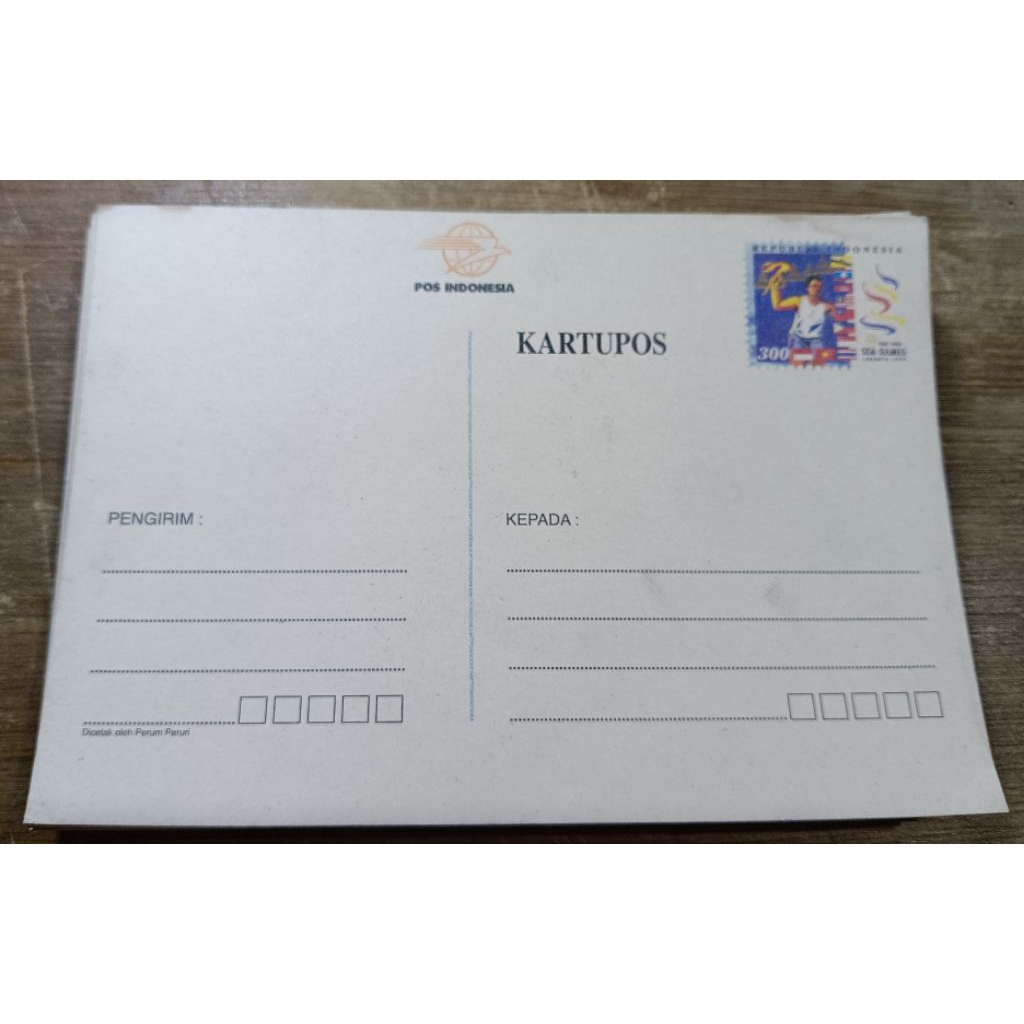 REPUBLIK INDONESIA
POS INDONESIA
KARTUPOS
300
SEA-GAMES
PENGIRIM :
KEPADA :
Dicetak oleh Perum Peruri